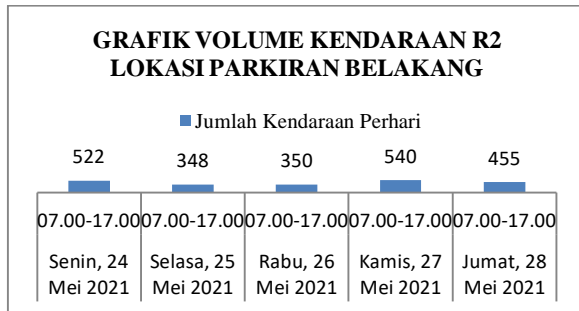 GRAFIK VOLUME KENDARAAN R2
LOKASI PARKIRAN BELAKANG
Jumlah Kendaraan Perhari
522 348 350 540 455
07.00-17.00 07.00-17.00 07.00-17.00 07.00-17.00 07.00-17.00
Senin, 24 Selasa, 25 Rabu, 26 Kamis, 27 Jumat, 28
Mei 2021 Mei 2021 Mei 2021 Mei 2021 Mei 2021